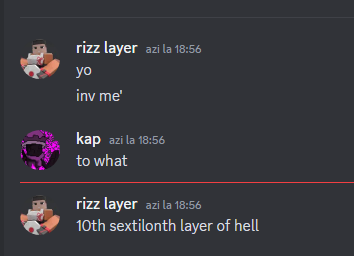 rizz layer azi la 18:56
yo
inv me'
kap azi la 18:56
to what
rizz layer azi la 18:56
10th sextilonth layer of hell